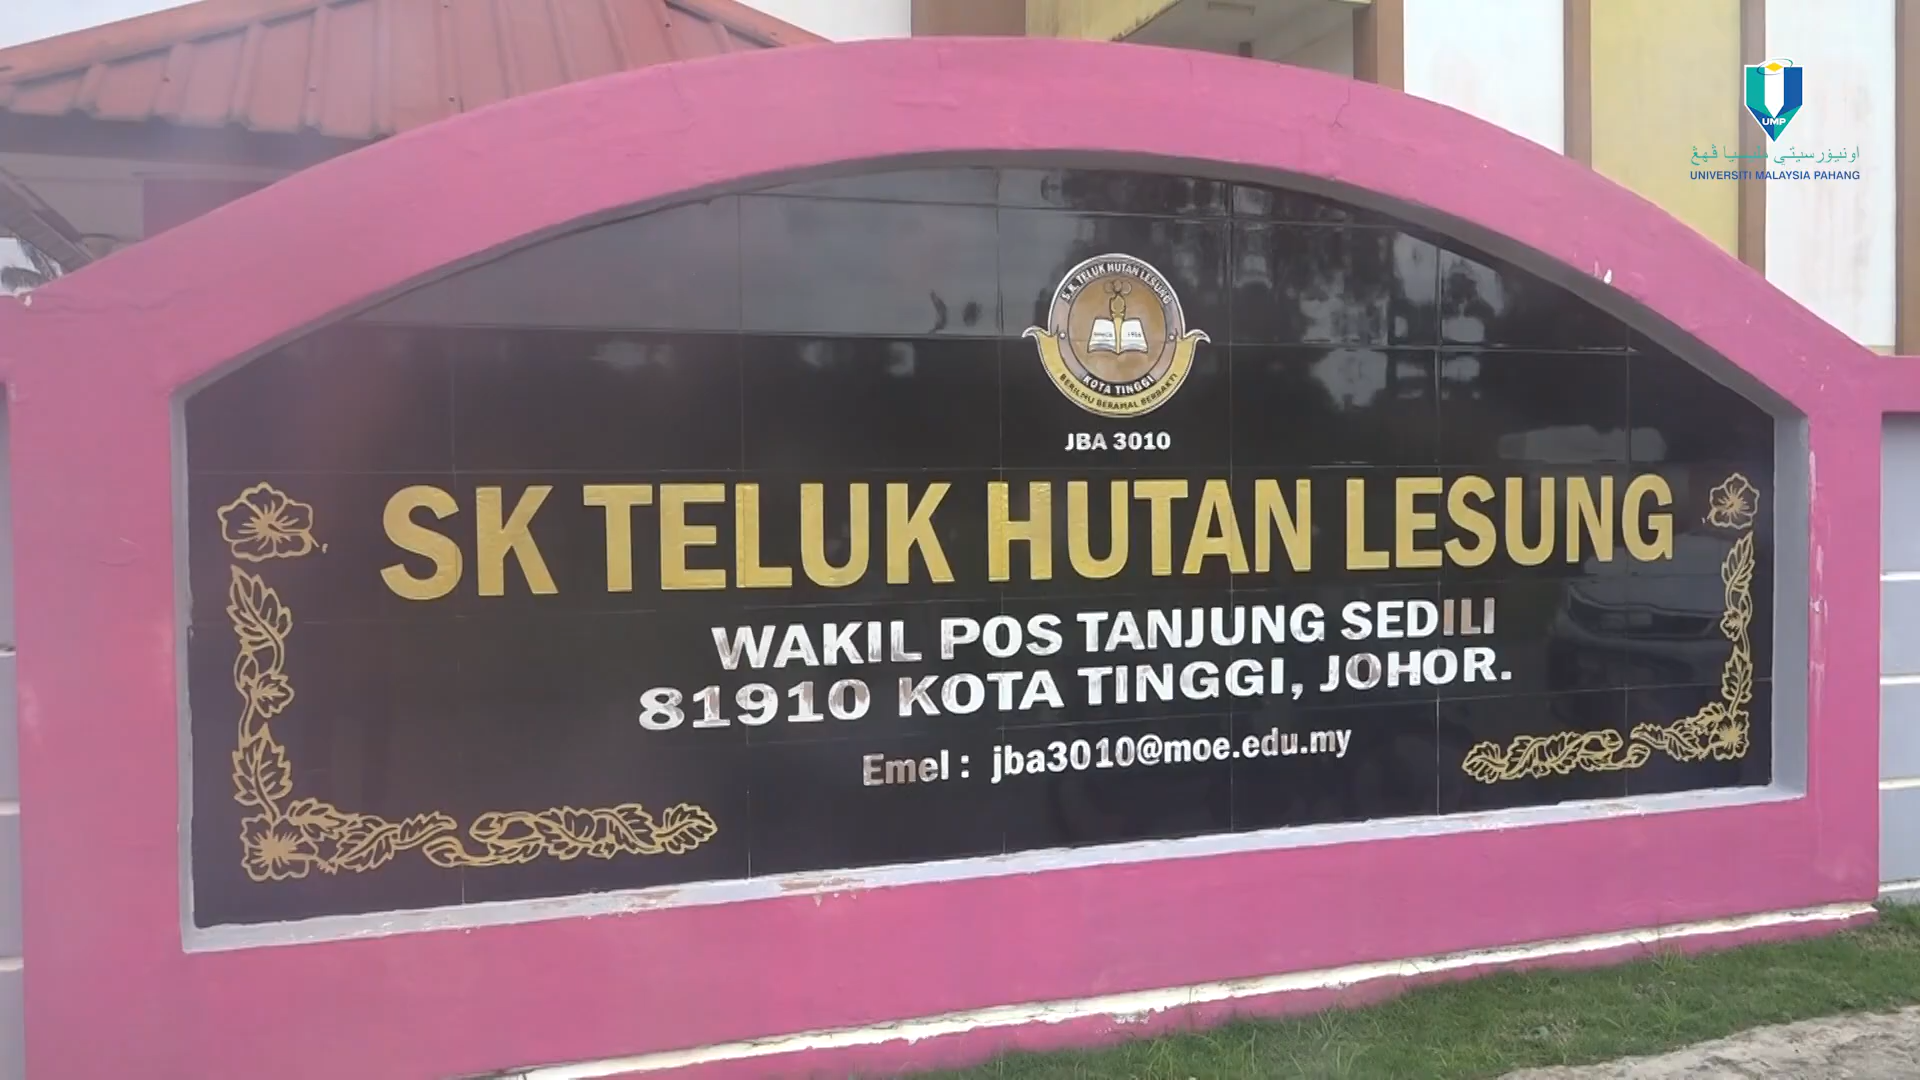 UMP
اونيۏرسيتي مليسيا ڤهڠ
UNIVERSITI MALAYSIA PAHANG
S.K. TELUK HUTAN LESUNG
KOTA TINGGI
BERILMU BERAMAL BERBAKTI
JBA 3010
SK TELUK HUTAN LESUNG
WAKIL POS TANJUNG SEDILI
81910 KOTA TINGGI, JOHOR.
Emel : jba3010@moe.edu.my